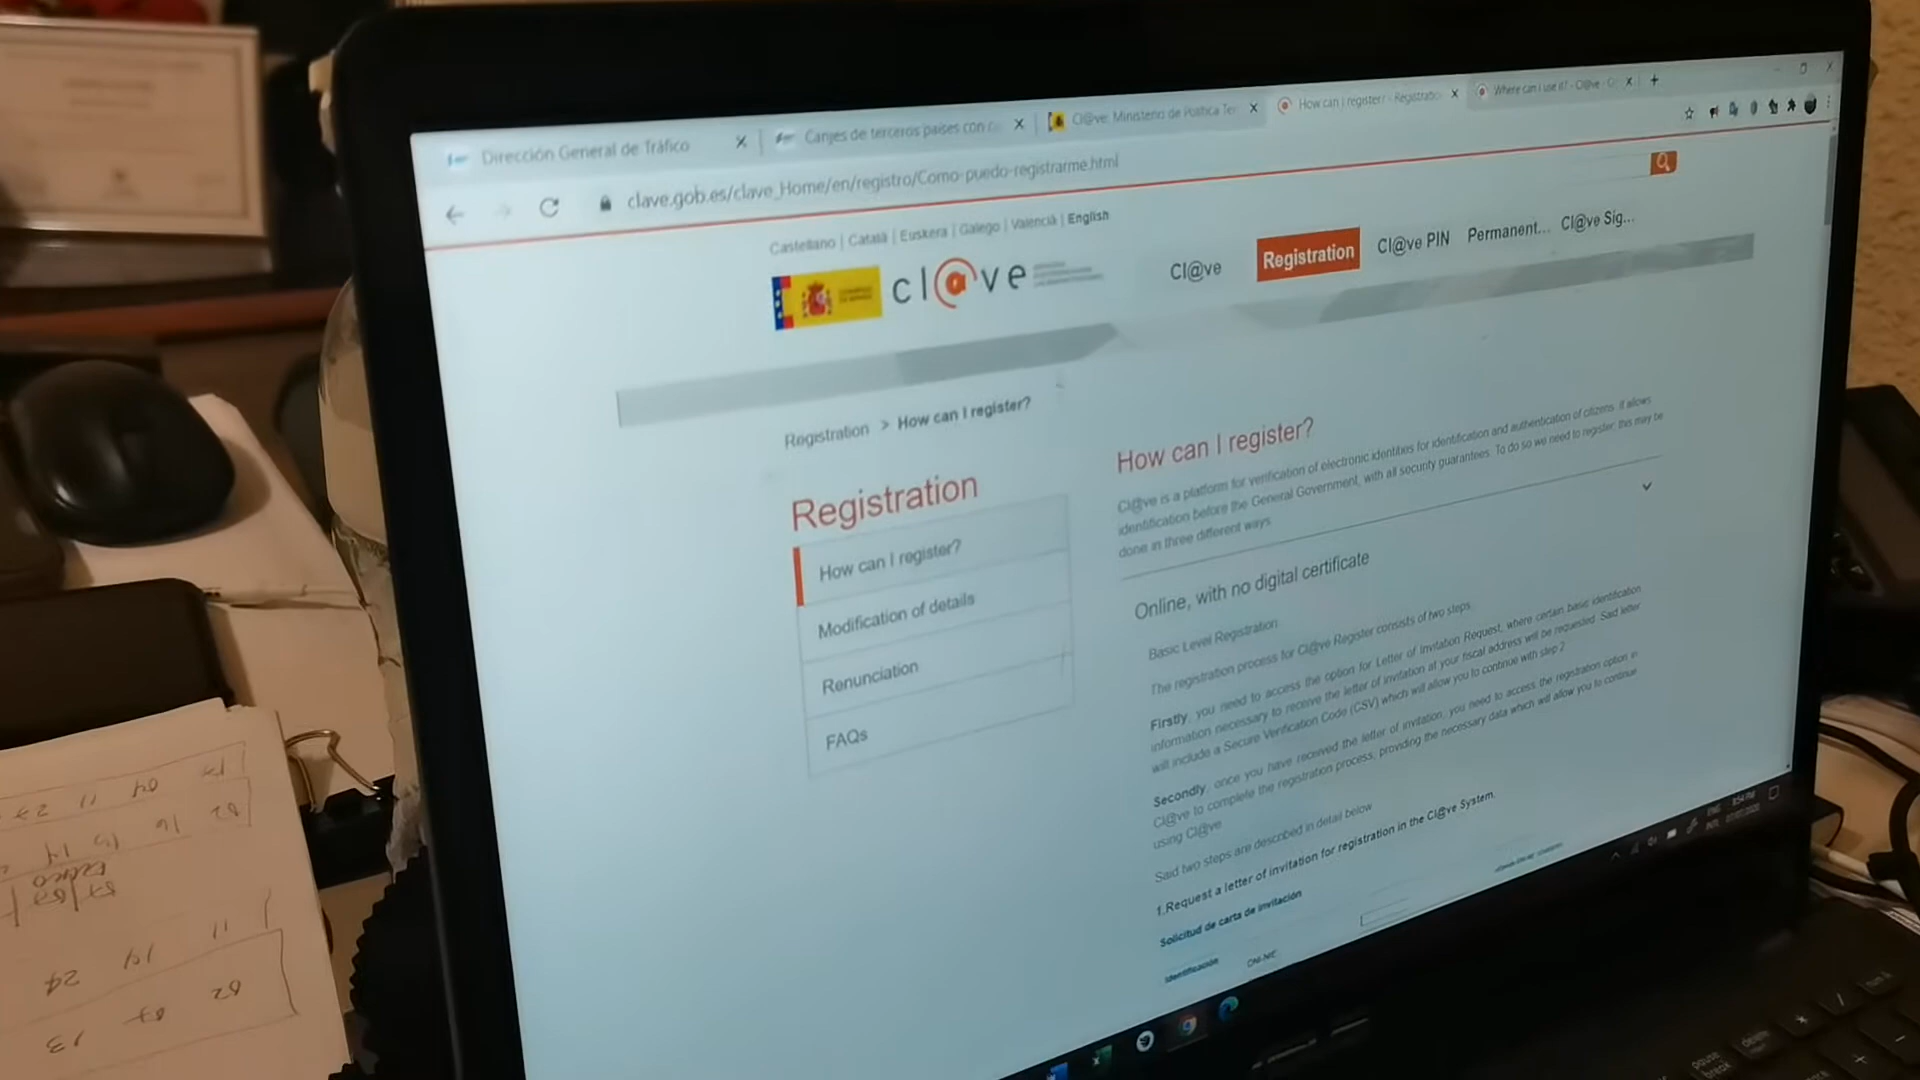 Dirección General de Tráfico
Canjes de terceros países con c
Cl@ve: Ministerio de Política Te
How can I register? - Registratio
Where can I use it? - Cl@ve - C
clave.gob.es/clave_Home/en/registro/Como-puedo-registrarme.html
Castellano | Català | Euskera | Galego | Valencià | English
cl@ve
Cl@ve
Registration
Cl@ve PIN
Permanent...
Cl@ve Sig...
Registration > How can I register?
Registration
How can I register?
Modification of details
Renunciation
FAQs
How can I register?
Cl@ve is a platform for verification of electronic identities for identification and authentication of citizens. It allows
identification before the General Government, with all security guarantees. To do so we need to register; this may be
done in three different ways
Online, with no digital certificate
Basic Level Registration
The registration process for Cl@ve Register consists of two steps
Firstly, you need to access the option for Letter of Invitation Request, where certain basic identification
information necessary to receive the letter of invitation at your fiscal address will be requested. Said letter
will include a Secure Verification Code (CSV) which will allow you to continue with step 2
Secondly, once you have received the letter of invitation, you need to access the registration option in
Cl@ve to complete the registration process, providing the necessary data which will allow you to continue
using Cl@ve
Said two steps are described in detail below
1.Request a letter of invitation for registration in the Cl@ve System.
Solicitud de carta de invitación
Identificación
DNI-NIE
pause
break
delete